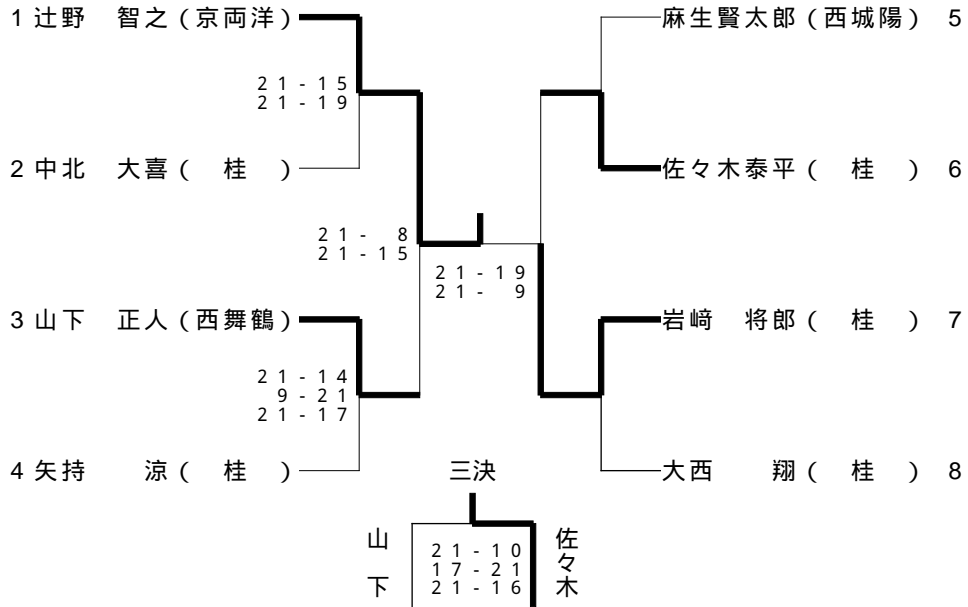 1 辻野 智之（京両洋）
麻生賢太郎（西城陽） 5
21-15
21-19
2 中北 大喜（ 桂 ）
佐々木泰平（ 桂 ） 6
21- 8
21-15
21-19
21- 9
3 山下 正人（西舞鶴）
岩﨑 将郎（ 桂 ） 7
21-14
9-21
21-17
4 矢持 涼（ 桂 ）
三決
大西 翔（ 桂 ） 8
山下
21-10
17-21
21-16
佐々木